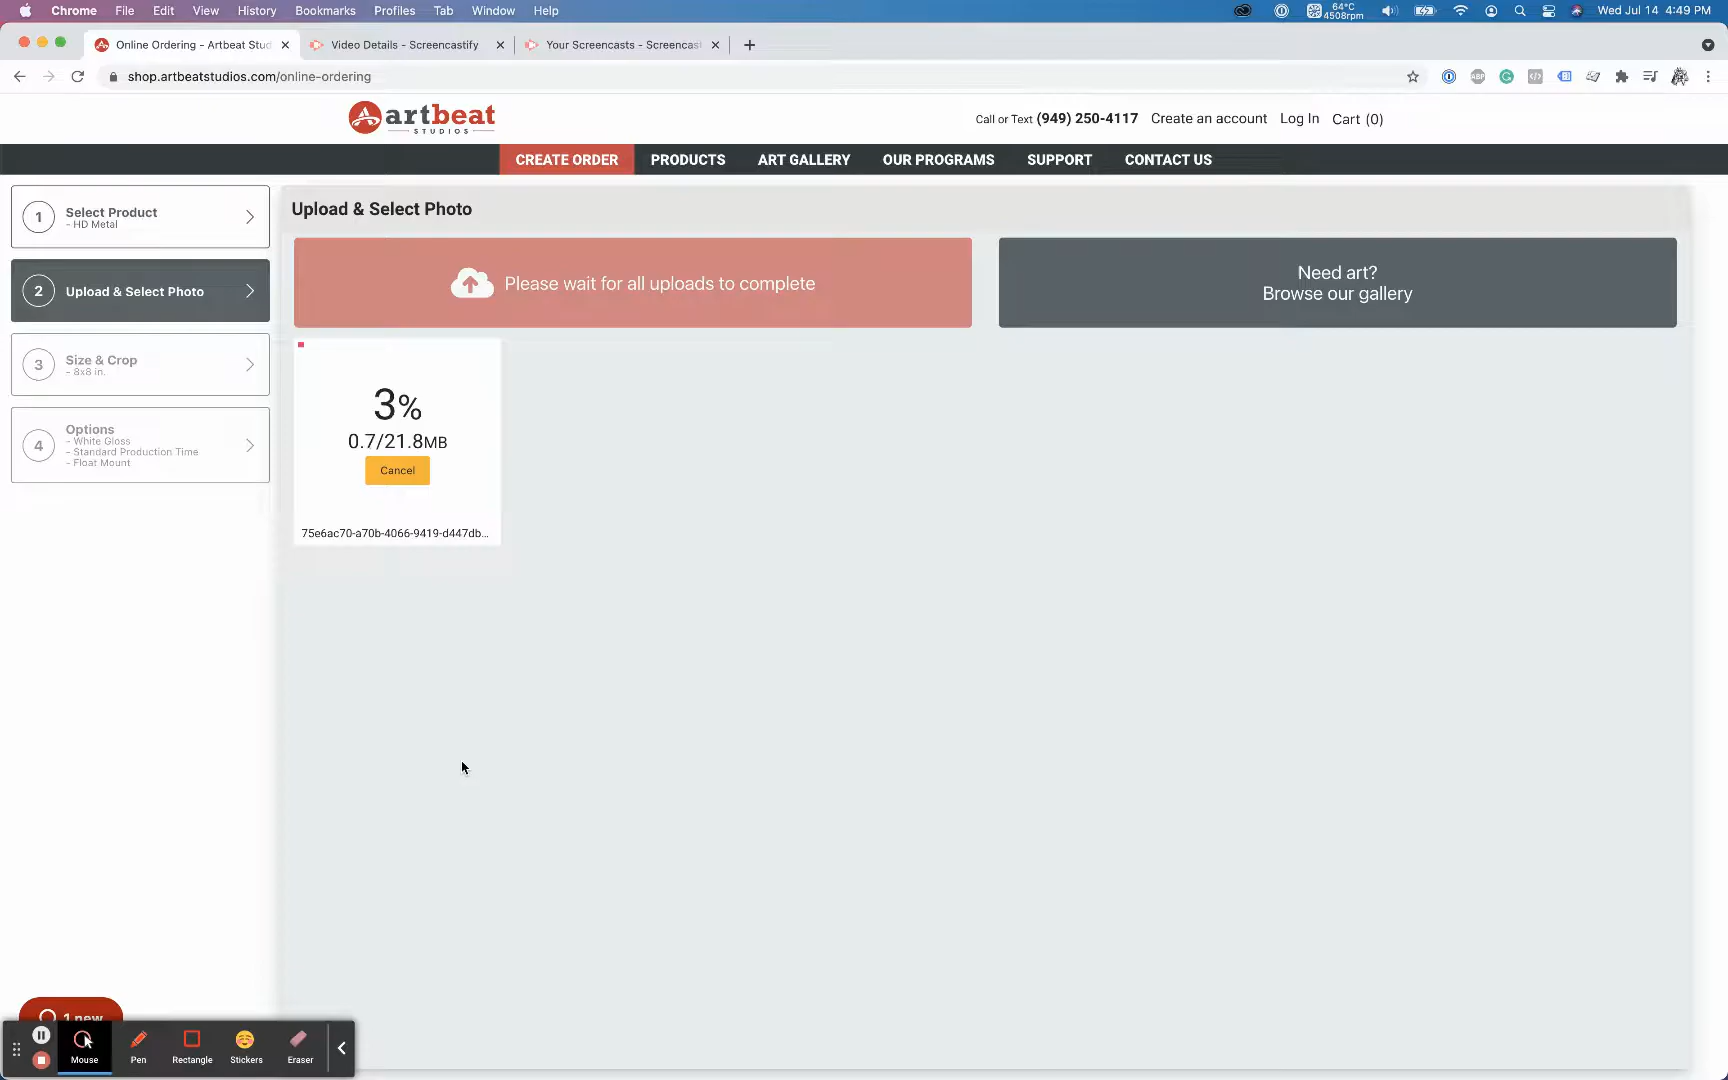 Chrome File Edit View History Bookmarks Profiles Tab Window Help 64°C 4508rpm Wed Jul 14 4:49 PM
Online Ordering - Artbeat Stud Video Details - Screencastify Your Screencasts - Screencast
shop.artbeatstudios.com/online-ordering ABP
artbeat
STUDIOS
Call or Text (949) 250-4117 Create an account Log In Cart (0)
CREATE ORDER PRODUCTS ART GALLERY OUR PROGRAMS SUPPORT CONTACT US
1 Select Product
- HD Metal
2 Upload & Select Photo
3 Size & Crop
- 8x8 in.
4 Options
- White Gloss
- Standard Production Time
- Float Mount
Upload & Select Photo
Please wait for all uploads to complete
Need art?
Browse our gallery
3%
0.7/21.8MB
Cancel
75e6ac70-a70b-4066-9419-d447db...
1 new
Mouse Pen Rectangle Stickers Eraser